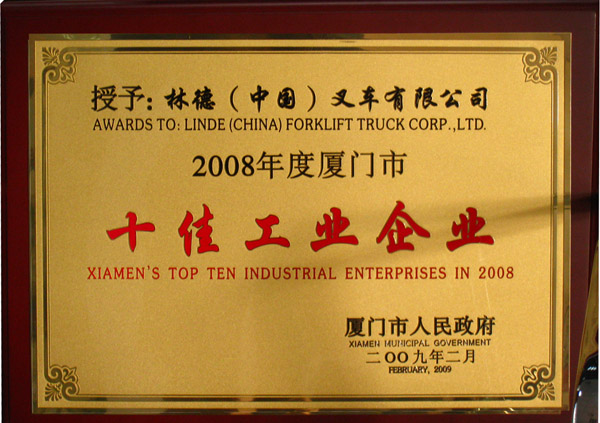 授予：林德（中国）叉车有限公司
AWARDS TO: LINDE (CHINA) FORKLIFT TRUCK CORP.,LTD.
2008年度厦门市
十佳工业企业
XIAMEN'S TOP TEN INDUSTRIAL ENTERPRISES IN 2008
厦门市人民政府
XIAMEN MUNICIPAL GOVERNMENT
二OO九年二月
FEBRUARY, 2009